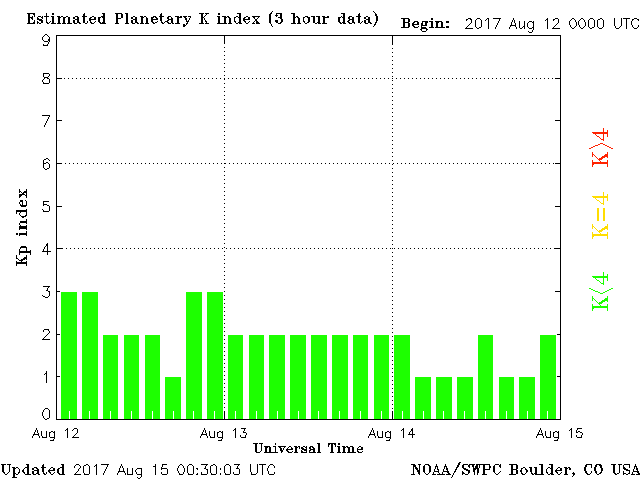 Estimated Planetary K index (3 hour data) Begin: 2017 Aug 12 0000 UTC
9
8
7
6
5
4
3
2
1
0
Kp index
K>4
K=4
K<4
Aug 12 Aug 13 Aug 14 Aug 15
Universal Time
Updated 2017 Aug 15 00:30:03 UTC NOAA/SWPC Boulder, CO USA